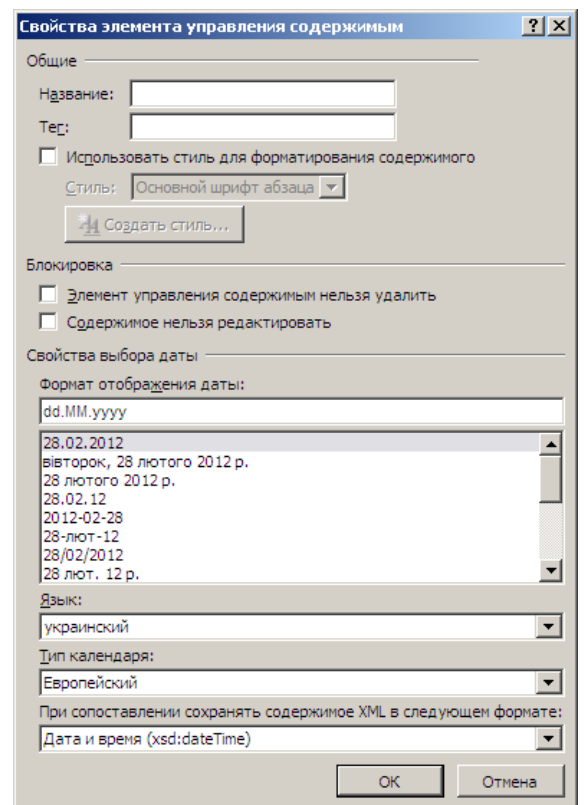 Свойства элемента управления содержимым
Общие
Название:
Тег:
Использовать стиль для форматирования содержимого
Стиль: Основной шрифт абзаца
Создать стиль...
Блокировка
Элемент управления содержимым нельзя удалить
Содержимое нельзя редактировать
Свойства выбора даты
Формат отображения даты:
dd.MM.yyyy
28.02.2012
вівторок, 28 лютого 2012 р.
28 лютого 2012 р.
28.02.12
2012-02-28
28-лют-12
28/02/2012
28 лют. 12 р.
Язык:
украинский
Тип календаря:
Европейский
При сопоставлении сохранять содержимое XML в следующем формате:
Дата и время (xsd:dateTime)
ОК Отмена